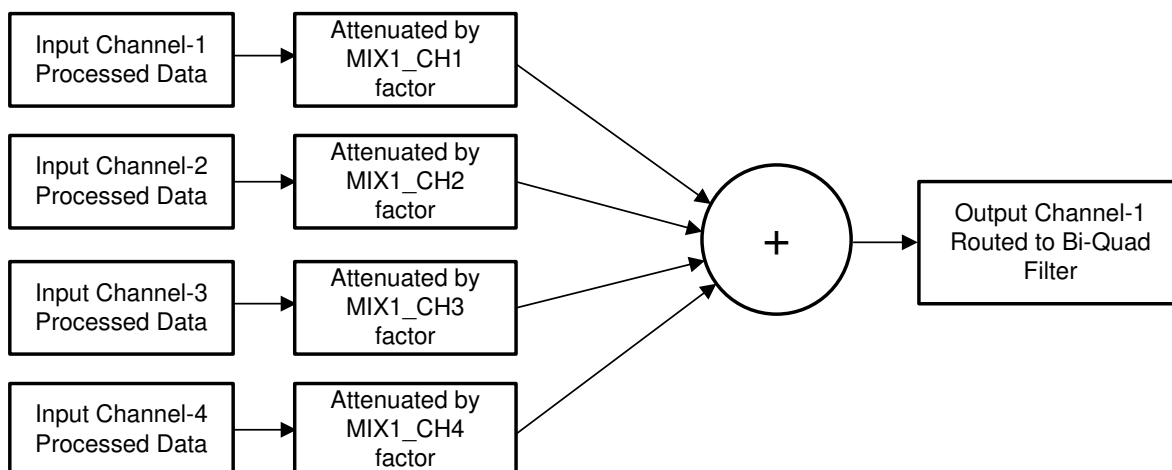 Input Channel-1
Processed Data
Attenuated by
MIX1_CH1
factor
Input Channel-2
Processed Data
Attenuated by
MIX1_CH2
factor
Input Channel-3
Processed Data
Attenuated by
MIX1_CH3
factor
Input Channel-4
Processed Data
Attenuated by
MIX1_CH4
factor
+
Output Channel-1
Routed to Bi-Quad
Filter